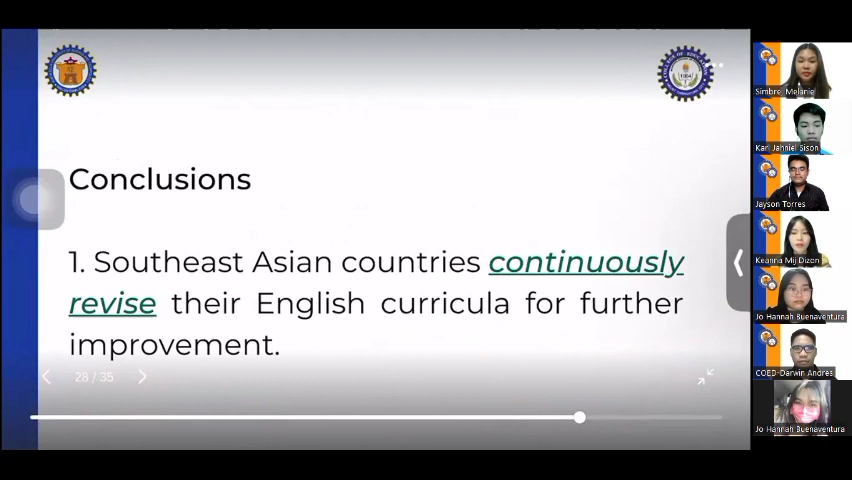 Conclusions
1. Southeast Asian countries continuously
revise their English curricula for further
improvement.
28 / 35
Simbre, Melanie
Karl Jahniel Sison
Jayson Torres
Keanna Mij Dizon
Jo Hannah Buenaventura
COED-Darwin Andres
Jo Hannah Buenaventura